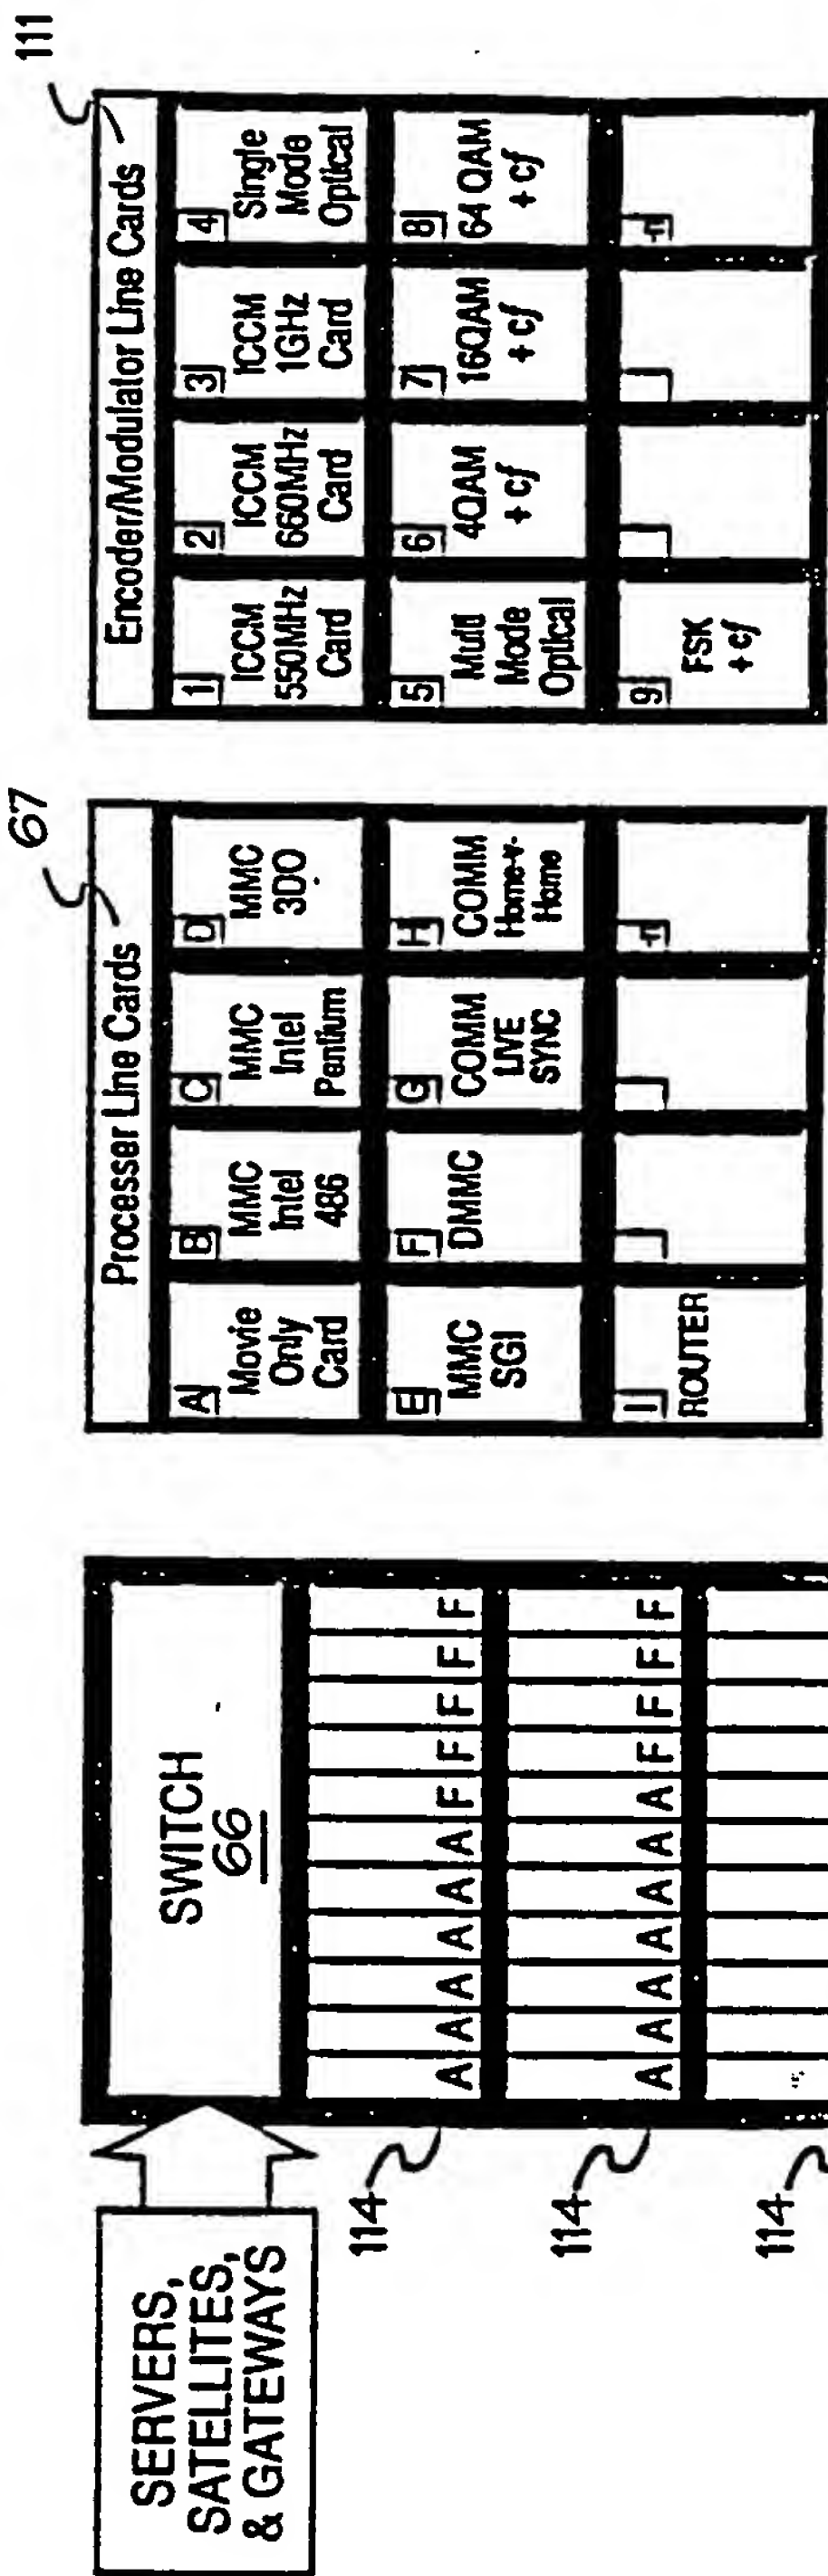 SERVERS,
SATELLITES,
& GATEWAYS
SWITCH
66
114
A A A A A A F F F F F
114
A A A A A A A F F F F
114
67
Processer Line Cards
A
Movie
Only
Card
B
MMC
Intel
486
C
MMC
Intel
Pentium
D
MMC
3DO
E
MMC
SGI
F
DMMC
G
COMM
LIVE
SYNC
H
COMM
Home-v.
Home
I
ROUTER
111
Encoder/Modulator Line Cards
1
ICCM
550MHz
Card
2
ICCM
660MHz
Card
3
ICCM
1GHz
Card
4
Single
Mode
Optical
5
Multi
Mode
Optical
6
4QAM
+ cf
7
16QAM
+ cf
8
64 QAM
+ cf
9
FSK
+ cf